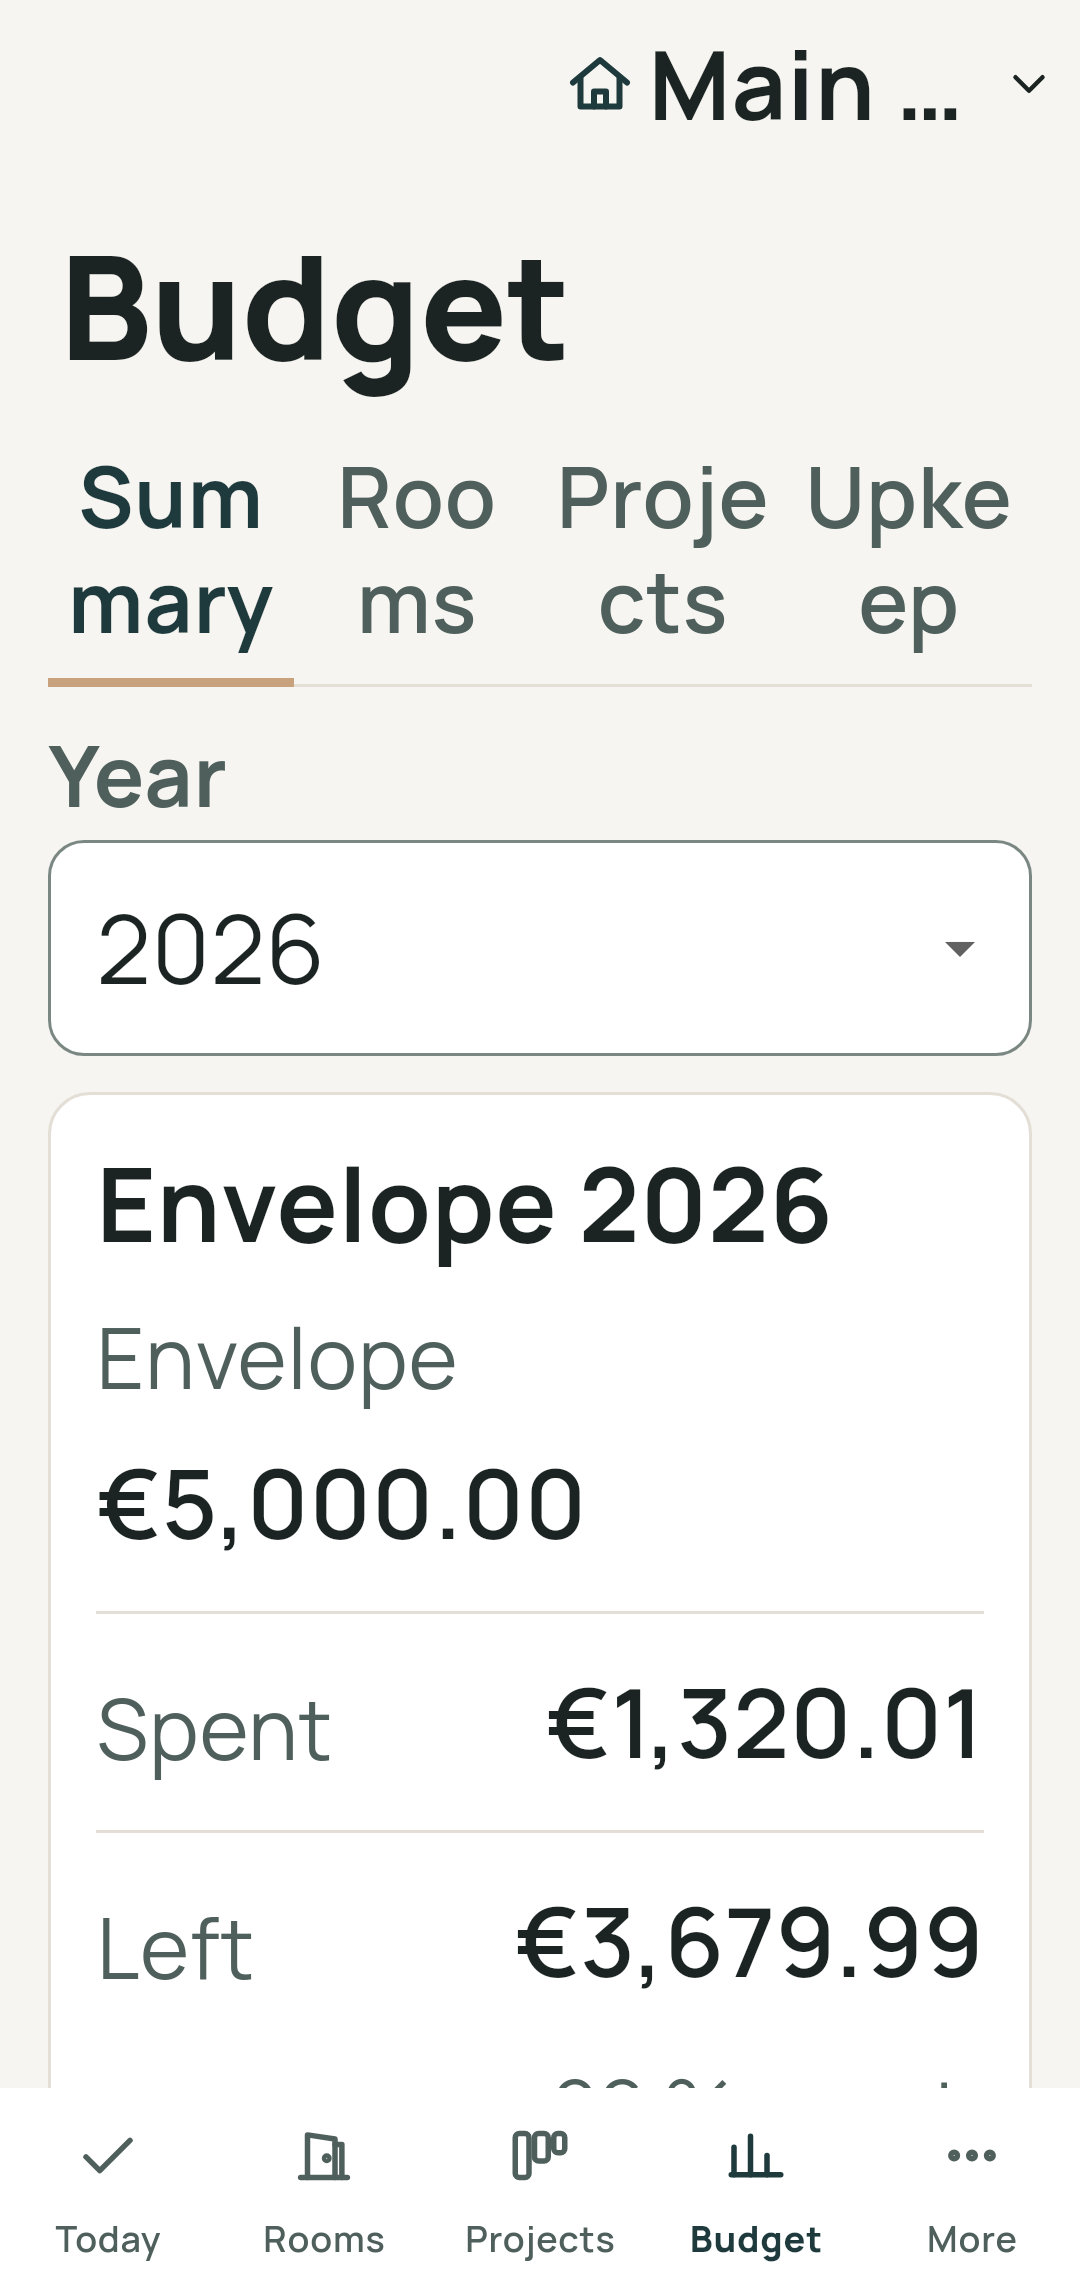 Main ...
Budget
Sum
mary
Roo
ms
Proje
cts
Upke
ep
Year
2026
Envelope 2026
Envelope
€5,000.00
Spent
€1,320.01
Left
€3,679.99
Today
Rooms
Projects
Budget
More